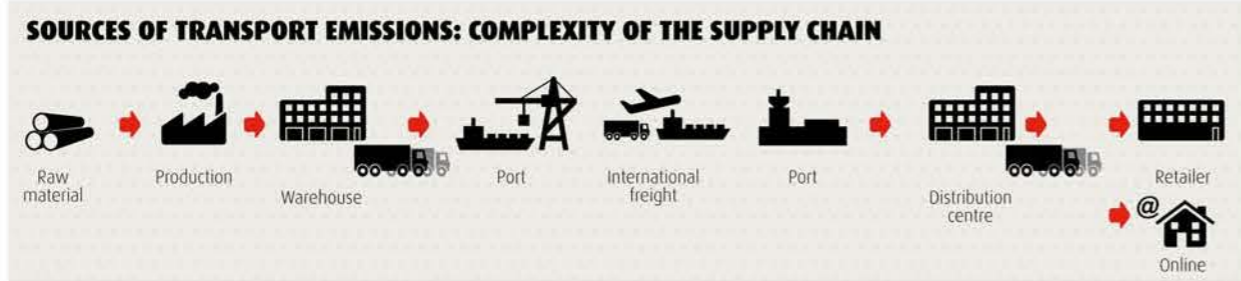 SOURCES OF TRANSPORT EMISSIONS: COMPLEXITY OF THE SUPPLY CHAIN
Raw
material
Production
Warehouse
Port
International
freight
Port
Distribution
centre
Retailer
@
Online